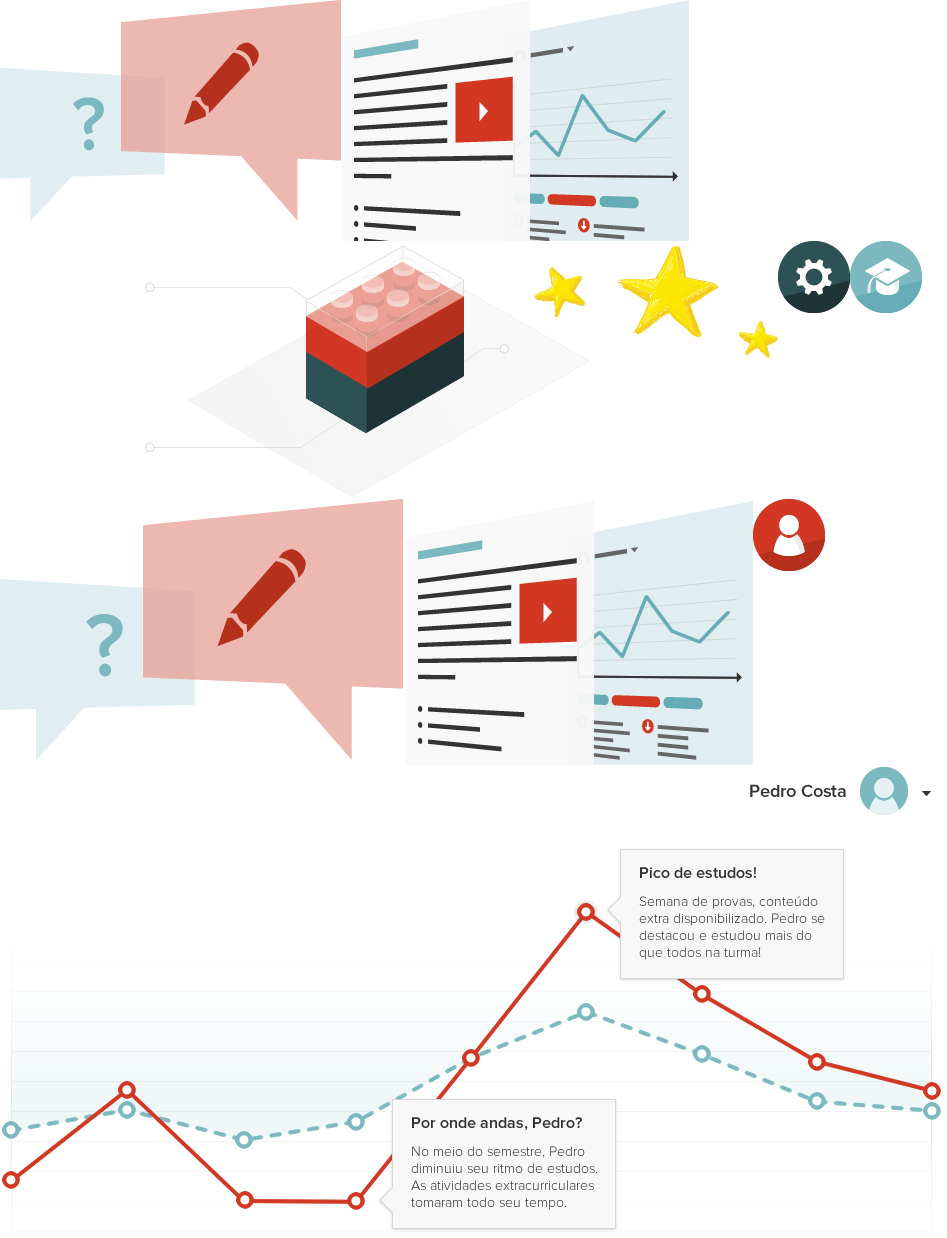 ?
?
Pedro Costa
Pico de estudos!
Semana de provas, conteúdo
extra disponibilizado. Pedro se
destacou e estudou mais do
que todos na turma!
Por onde andas, Pedro?
No meio do semestre, Pedro
diminuiu seu ritmo de estudos.
As atividades extracurriculares
tomaram todo seu tempo.